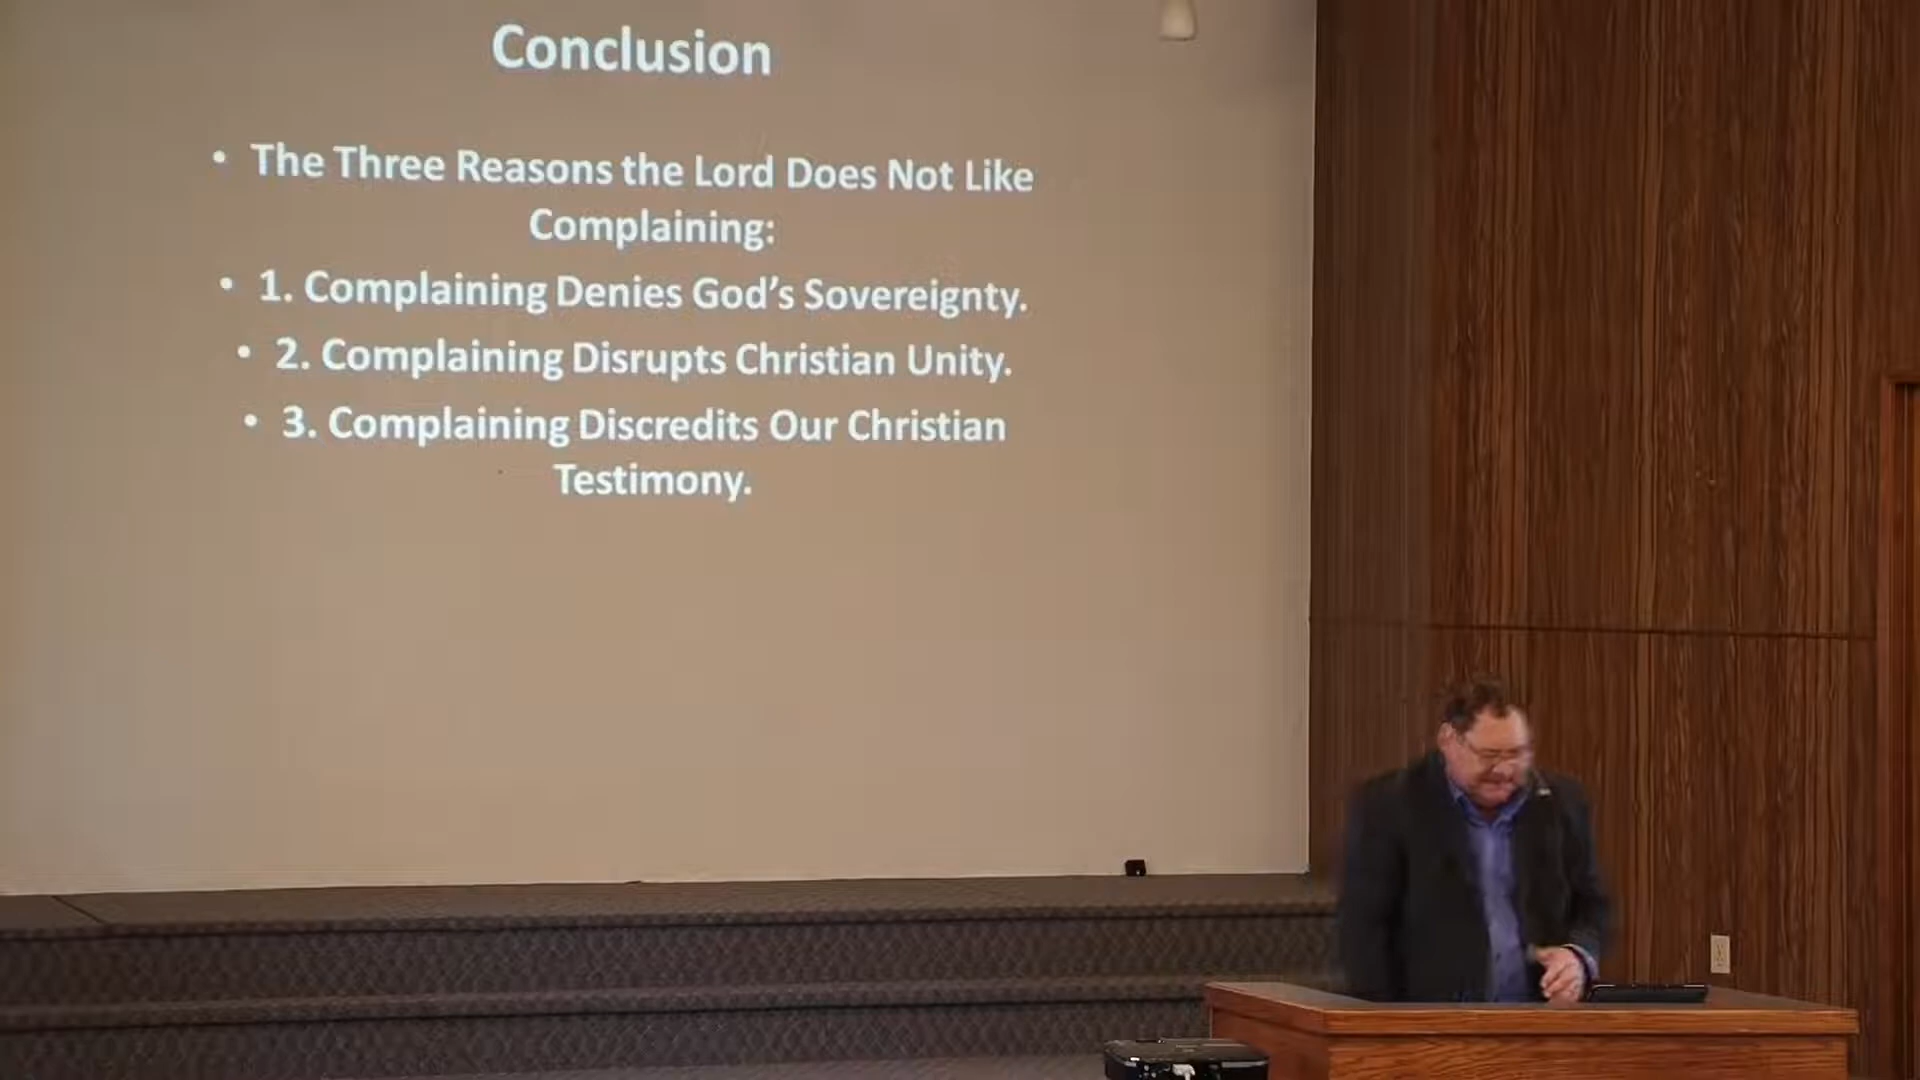 Conclusion
• The Three Reasons the Lord Does Not Like
Complaining:
• 1. Complaining Denies God’s Sovereignty.
• 2. Complaining Disrupts Christian Unity.
• 3. Complaining Discredits Our Christian
Testimony.